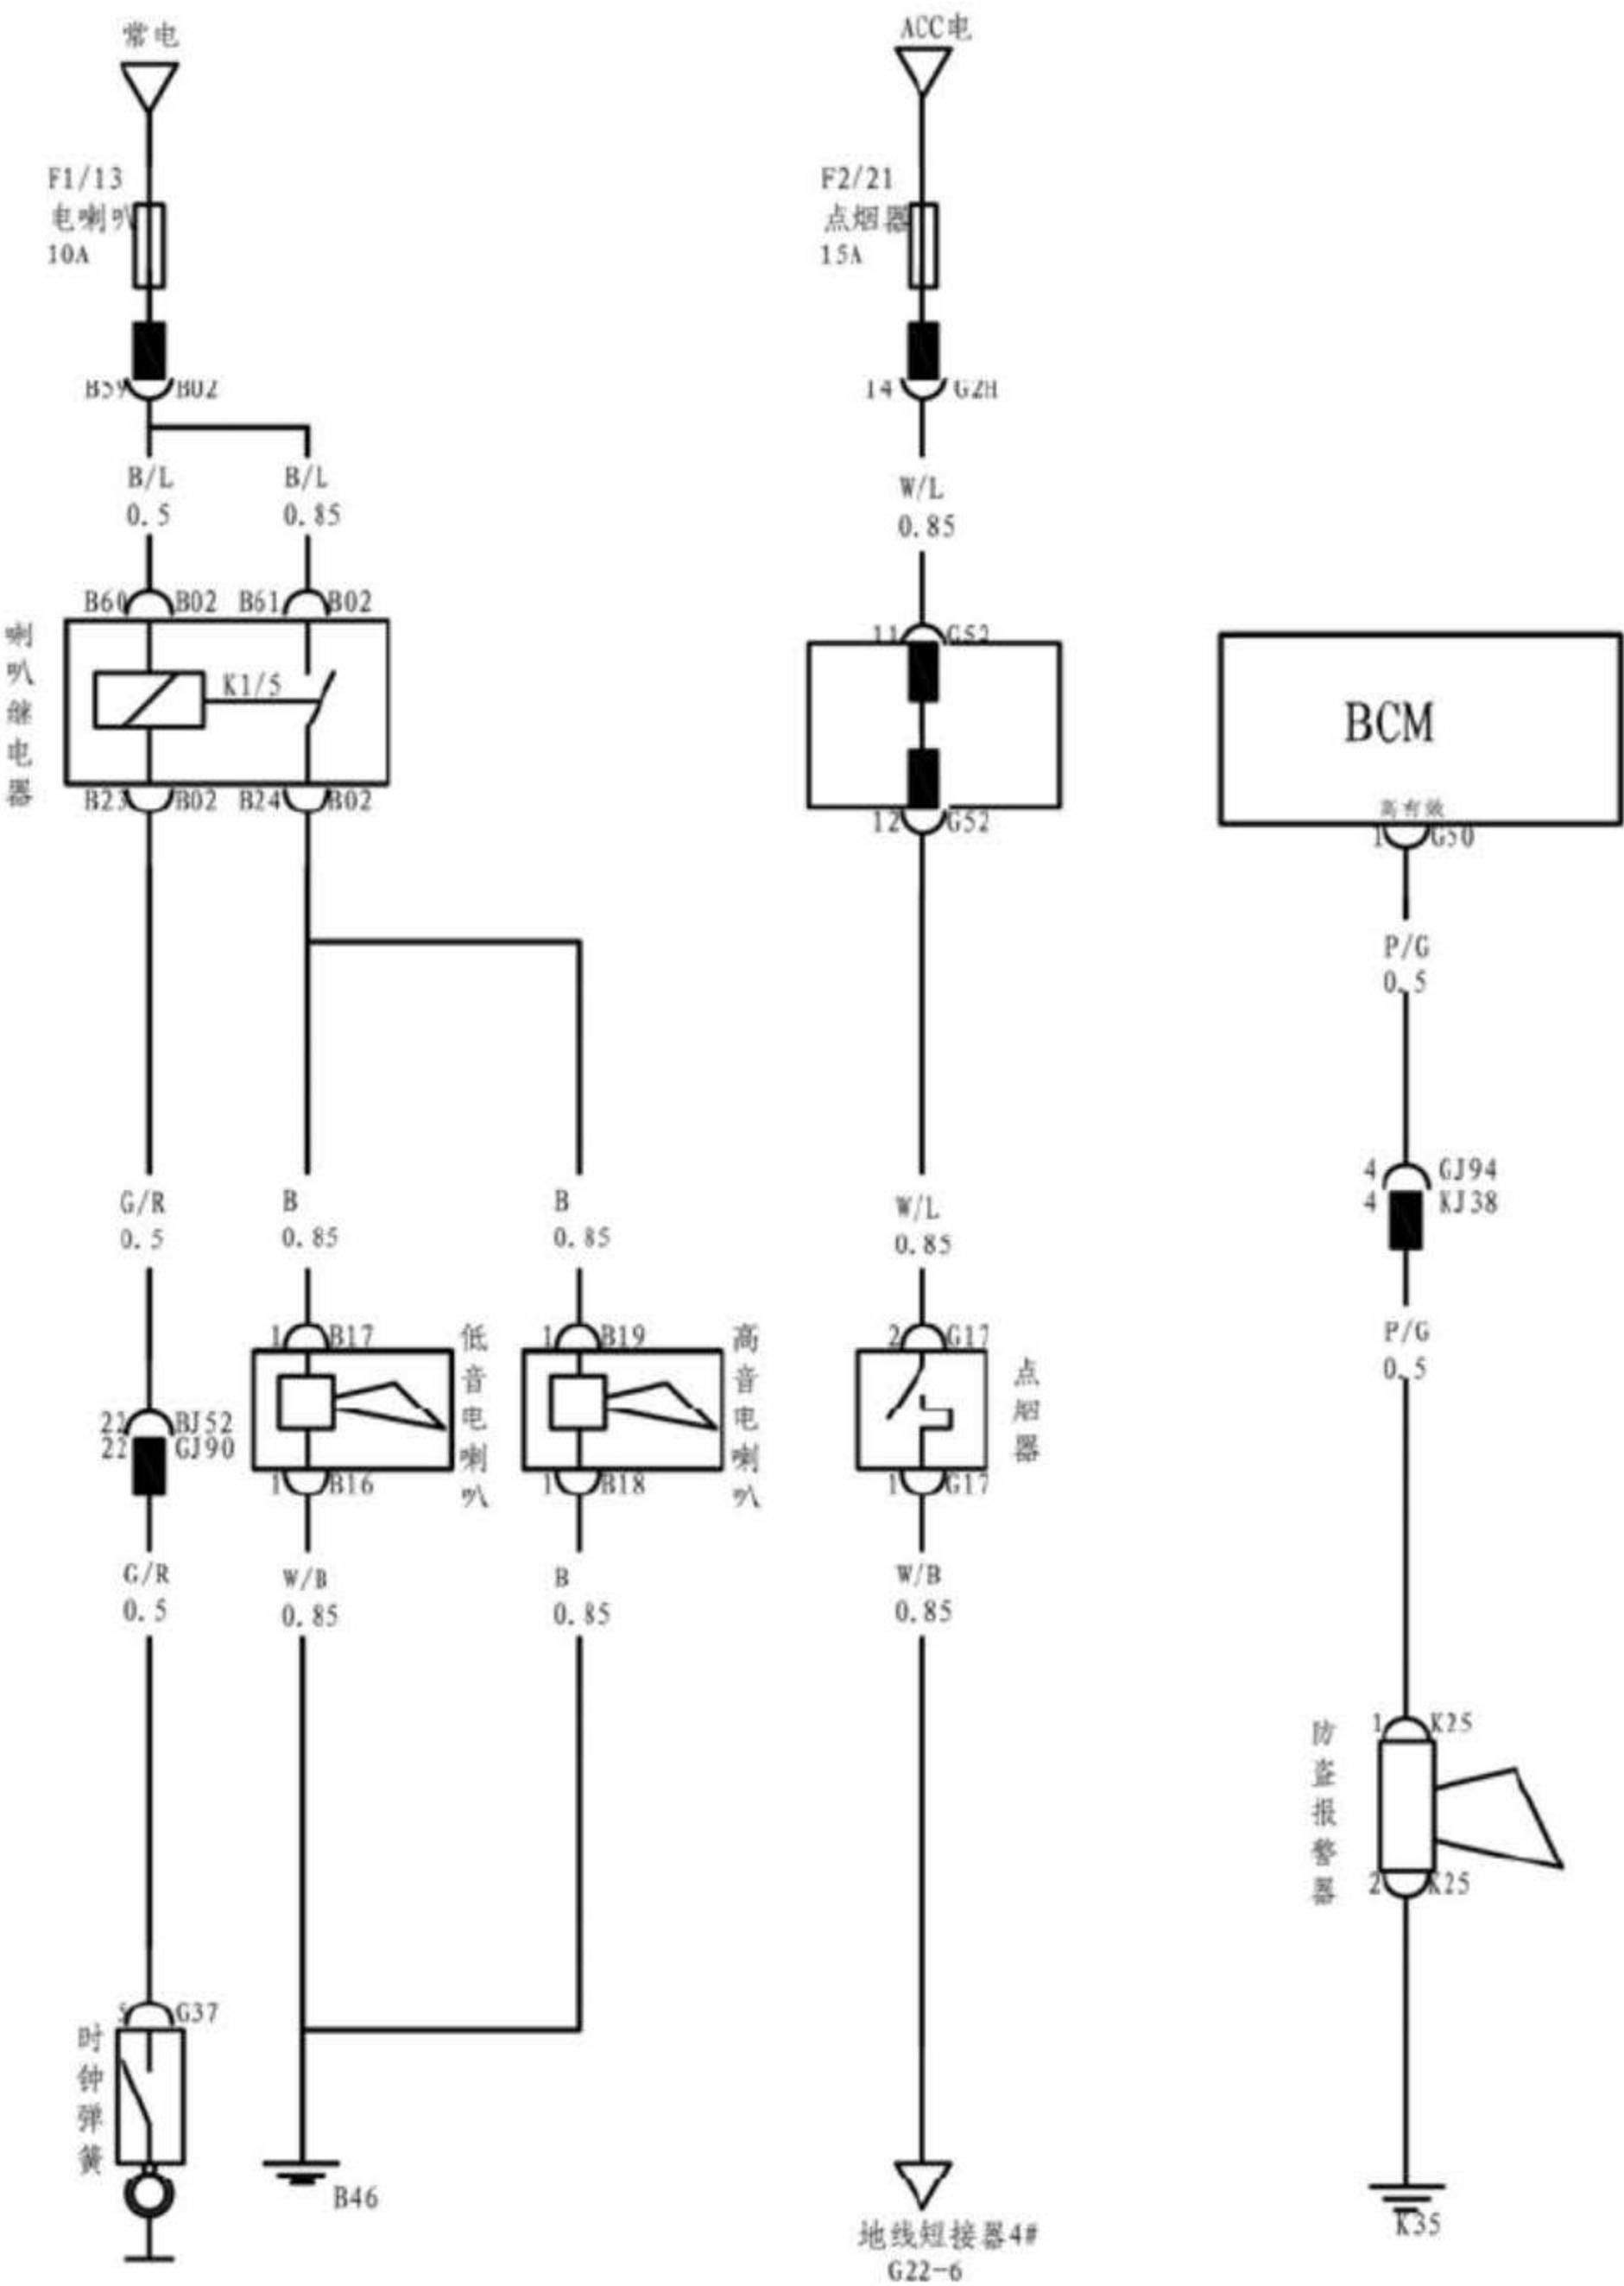 常电
F1/13
电喇叭
10A
B59 B02
B/L
0.5
B/L
0.85
B60 B02 B61 B02
喇叭继电器
K1/5
B23 B02 B24 B02
G/R
0.5
B
0.85
B
0.85
1 B17
低音电喇叭
1 B16
1 B19
高音电喇叭
1 B18
22 BJ52
22 GJ90
G/R
0.5
W/B
0.85
B
0.85
5 G37
时钟弹簧
B46
ACC电
F2/21
点烟器
15A
14 G2H
W/L
0.85
11 G52
12 G52
W/L
0.85
2 G17
点烟器
1 G17
W/B
0.85
地线短接器4#
G22-6
BCM
高有效
1 G50
P/G
0.5
4 GJ94
4 KJ38
P/G
0.5
1 K25
防盗报警器
2 K25
K35